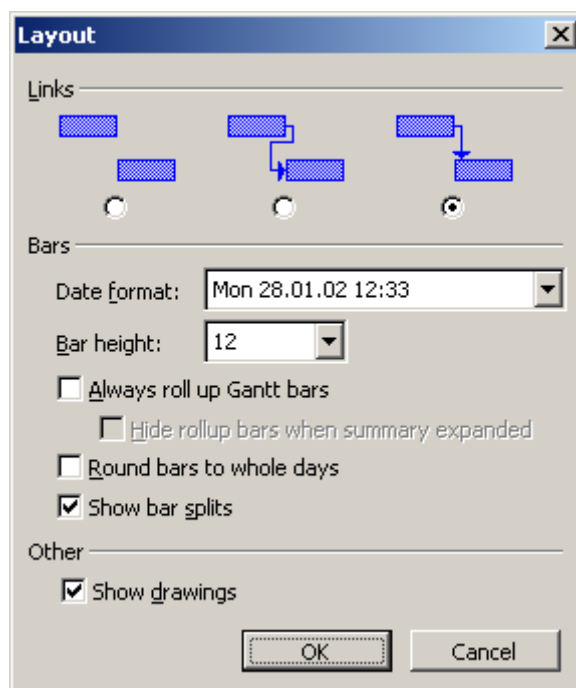 Layout
Links
Bars
Date format: Mon 28.01.02 12:33
Bar height: 12
Always roll up Gantt bars
Hide rollup bars when summary expanded
Round bars to whole days
Show bar splits
Other
Show drawings
OK Cancel